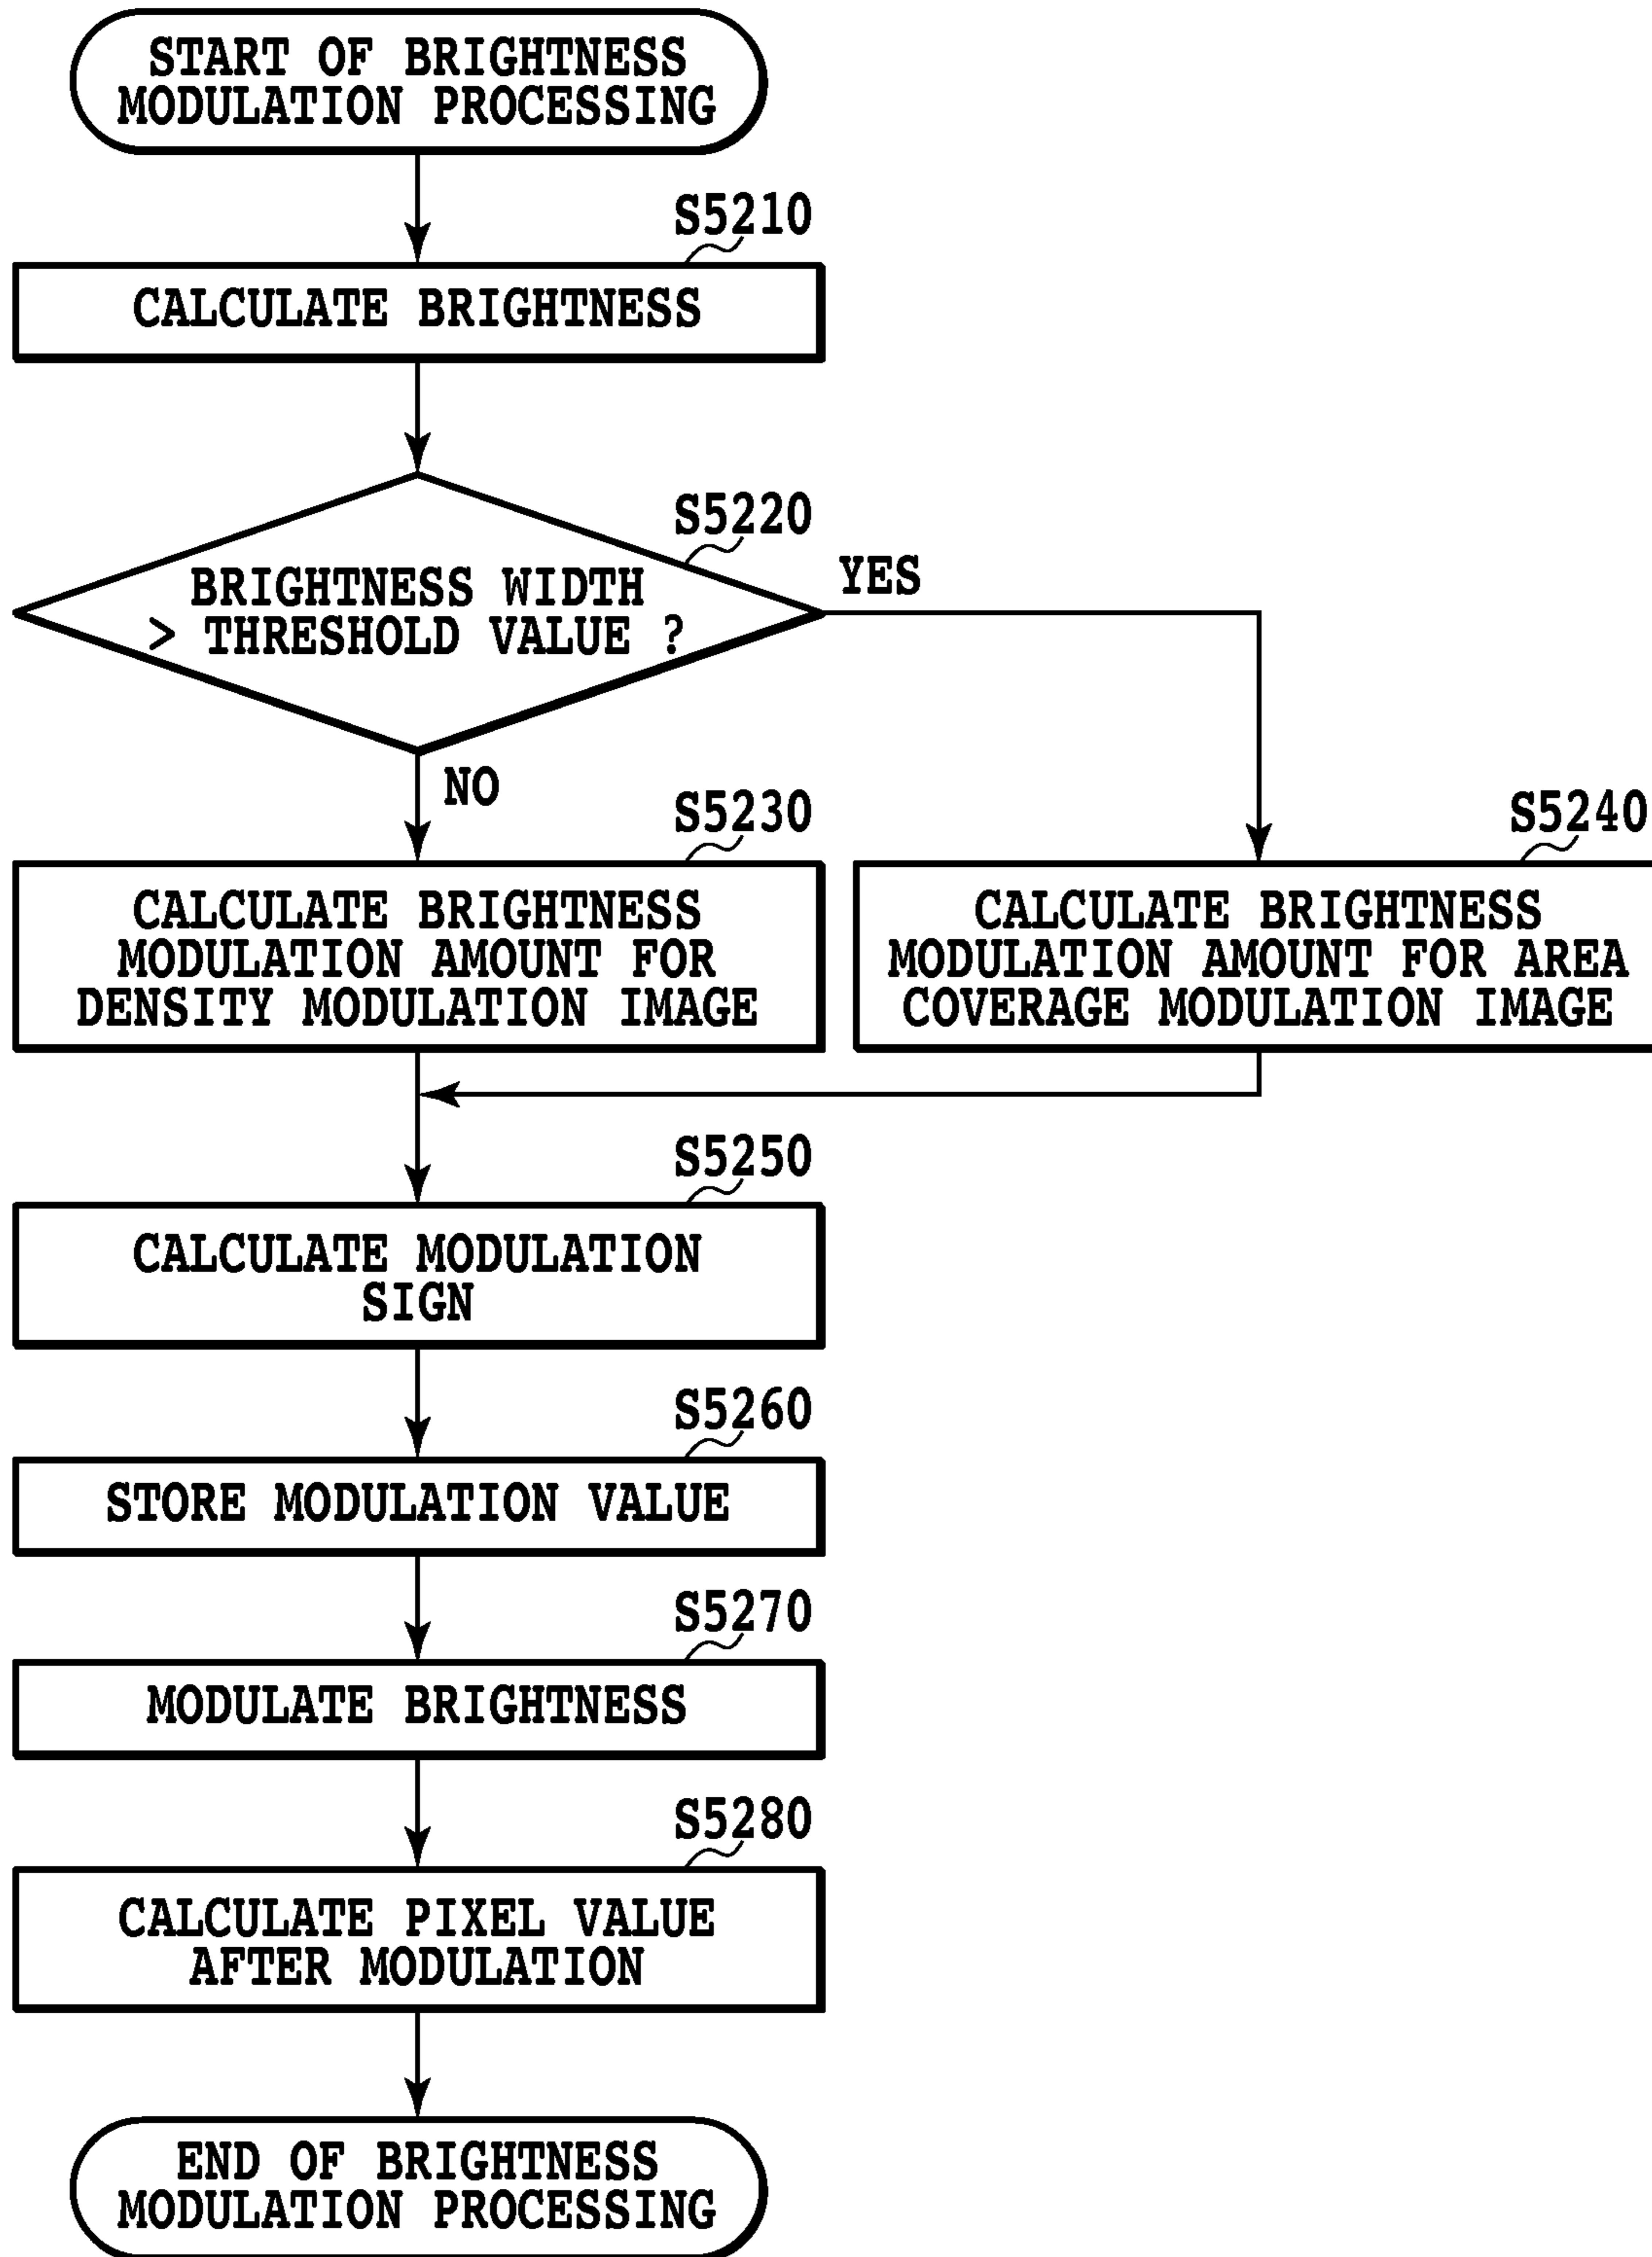 START OF BRIGHTNESS
MODULATION PROCESSING
S5210
CALCULATE BRIGHTNESS
S5220
BRIGHTNESS WIDTH
> THRESHOLD VALUE ?
YES
NO
S5230
CALCULATE BRIGHTNESS
MODULATION AMOUNT FOR
DENSITY MODULATION IMAGE
S5240
CALCULATE BRIGHTNESS
MODULATION AMOUNT FOR AREA
COVERAGE MODULATION IMAGE
S5250
CALCULATE MODULATION
SIGN
S5260
STORE MODULATION VALUE
S5270
MODULATE BRIGHTNESS
S5280
CALCULATE PIXEL VALUE
AFTER MODULATION
END OF BRIGHTNESS
MODULATION PROCESSING